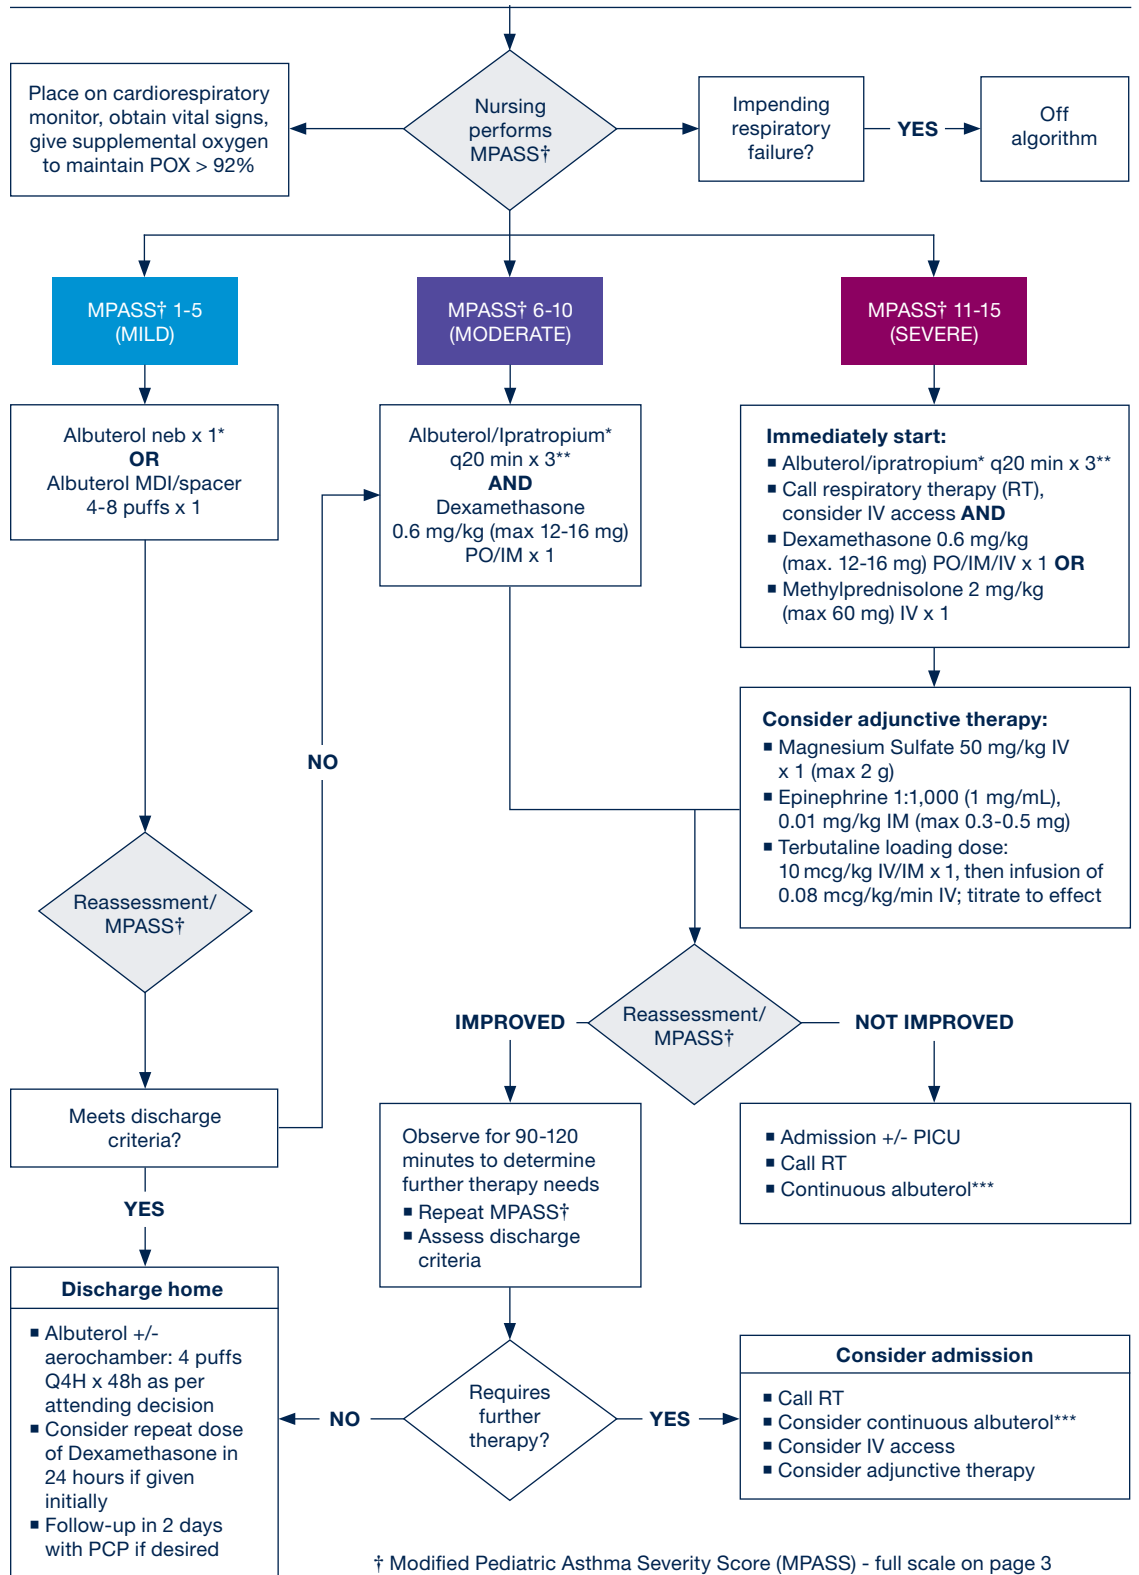 Place on cardiorespiratory
monitor, obtain vital signs,
give supplemental oxygen
to maintain POX > 92%
Nursing
performs
MPASS†
Impending
respiratory
failure?
YES
Off
algorithm
MPASS† 1-5
(MILD)
MPASS† 6-10
(MODERATE)
MPASS† 11-15
(SEVERE)
Albuterol neb x 1*
OR
Albuterol MDI/spacer
4-8 puffs x 1
Albuterol/Ipratropium*
q20 min x 3**
AND
Dexamethasone
0.6 mg/kg (max 12-16 mg)
PO/IM x 1
Immediately start:
■ Albuterol/ipratropium* q20 min x 3**
■ Call respiratory therapy (RT),
consider IV access AND
■ Dexamethasone 0.6 mg/kg
(max. 12-16 mg) PO/IM/IV x 1 OR
■ Methylprednisolone 2 mg/kg
(max 60 mg) IV x 1
Consider adjunctive therapy:
■ Magnesium Sulfate 50 mg/kg IV
x 1 (max 2 g)
■ Epinephrine 1:1,000 (1 mg/mL),
0.01 mg/kg IM (max 0.3-0.5 mg)
■ Terbutaline loading dose:
10 mcg/kg IV/IM x 1, then infusion of
0.08 mcg/kg/min IV; titrate to effect
NO
Reassessment/
MPASS†
Reassessment/
MPASS†
IMPROVED
NOT IMPROVED
Meets discharge
criteria?
YES
Observe for 90-120
minutes to determine
further therapy needs
■ Repeat MPASS†
■ Assess discharge
criteria
■ Admission +/- PICU
■ Call RT
■ Continuous albuterol***
Discharge home
■ Albuterol +/-
aerochamber: 4 puffs
Q4H x 48h as per
attending decision
■ Consider repeat dose
of Dexamethasone in
24 hours if given
initially
■ Follow-up in 2 days
with PCP if desired
Requires
further
therapy?
NO
YES
Consider admission
■ Call RT
■ Consider continuous albuterol***
■ Consider IV access
■ Consider adjunctive therapy
† Modified Pediatric Asthma Severity Score (MPASS) - full scale on page 3